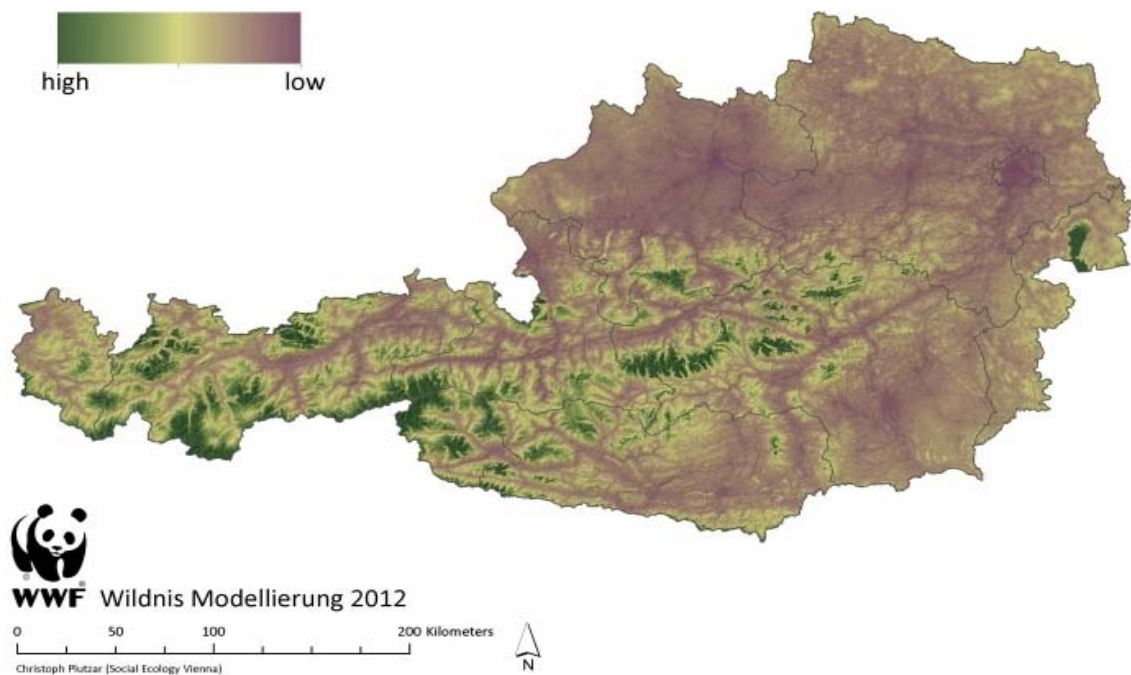 high low
WWF Wildnis Modellierung 2012
0 50 100 200 Kilometers
Christoph Plutzar (Social Ecology Vienna)
N